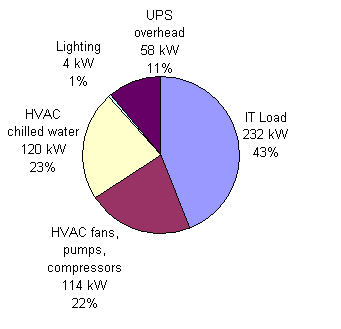 UPS
overhead
58 kW
11%
Lighting
4 kW
1%
IT Load
232 kW
43%
HVAC
chilled water
120 kW
23%
HVAC fans,
pumps,
compressors
114 kW
22%